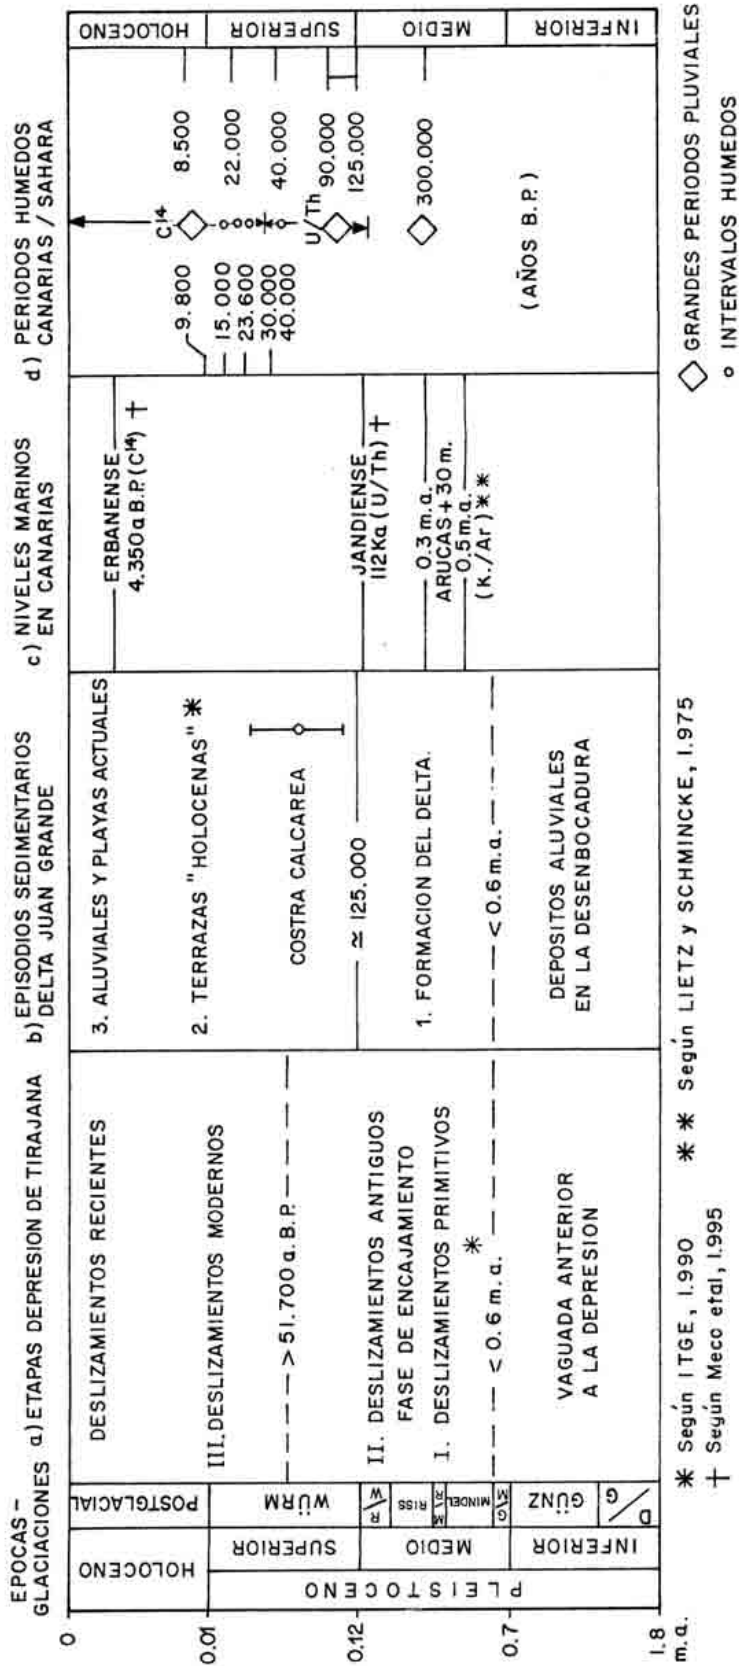 EPOCAS -
GLACIACIONES
a) ETAPAS DEPRESION DE TIRAJANA
b) EPISODIOS SEDIMENTARIOS
DELTA JUAN GRANDE
c) NIVELES MARINOS
EN CANARIAS
d) PERIODOS HUMEDOS
CANARIAS / SAHARA
0
0.01
0.12
0.7
1.8
m.a.
PLEISTOCENO
HOLOCENO
SUPERIOR
MEDIO
INFERIOR
POSTGLACIAL
WÜRM
R/W
RISS
M/R
MINDEL
G/M
GÜNZ
D/G
DESLIZAMIENTOS RECIENTES
III. DESLIZAMIENTOS MODERNOS
> 51.700 a. B.P.
II. DESLIZAMIENTOS ANTIGUOS
FASE DE ENCAJAMIENTO
I. DESLIZAMIENTOS PRIMITIVOS
*
< 0.6 m.a.
VAGUADA ANTERIOR
A LA DEPRESION
3. ALUVIALES Y PLAYAS ACTUALES
2. TERRAZAS "HOLOCENAS" *
COSTRA CALCAREA
≃ 125.000
1. FORMACION DEL DELTA.
< 0.6 m.a.
DEPOSITOS ALUVIALES
EN LA DESENBOCADURA
ERBANENSE
4.350 a B.P. (C14) †
JANDIENSE
112Ka (U/Th) †
0.3 m.a.
ARUCAS + 30 m.
0.5 m.a.
(K./Ar) * *
C14
9.800
8.500
15.000
22.000
23.600
30.000
40.000
40.000
U/Th
90.000
125.000
300.000
(AÑOS B.P.)
HOLOCENO
SUPERIOR
MEDIO
INFERIOR
* Según ITGE, 1.990
* * Según LIETZ y SCHMINCKE, 1.975
† Según Meco etal, 1.995
GRANDES PERIODOS PLUVIALES
INTERVALOS HUMEDOS